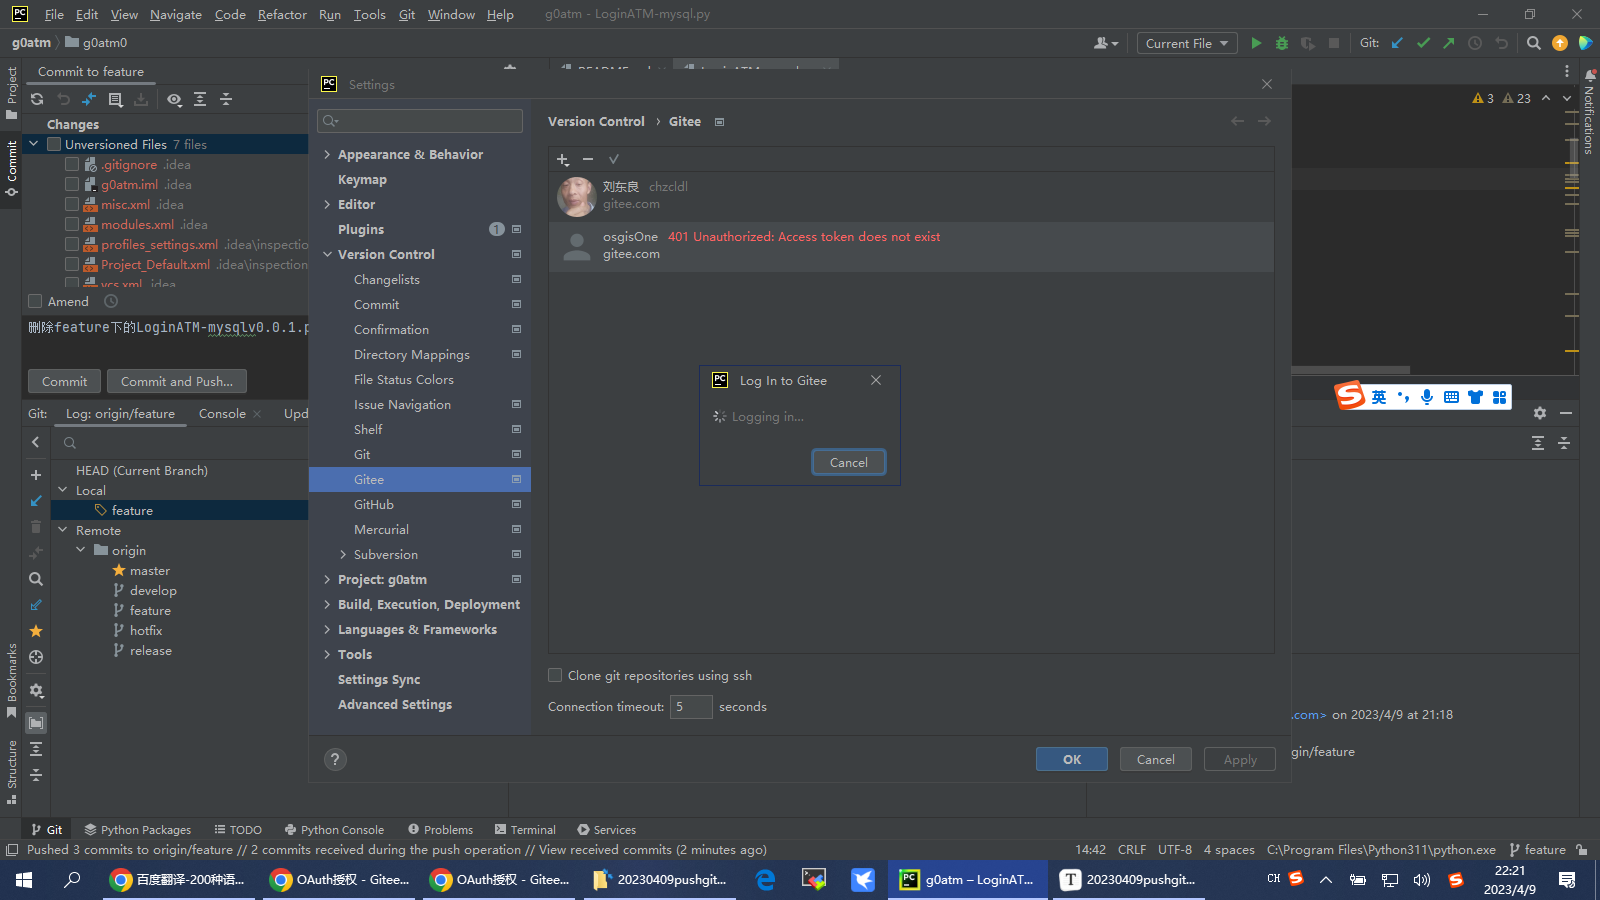 File Edit View Navigate Code Refactor Run Tools Git Window Help g0atm - LoginATM-mysql.py
g0atm g0atm0
Current File
Git:
Project
Commit
Bookmarks
Structure
Notifications
Commit to feature
Changes
Unversioned Files 7 files
.gitignore .idea
g0atm.iml .idea
misc.xml .idea
modules.xml .idea
profiles_settings.xml .idea\inspectio
Project_Default.xml .idea\inspection
vcs.xml .idea
Amend
删除feature下的LoginATM-mysqlv0.0.1.p
Commit
Commit and Push...
Git: Log: origin/feature Console Upd
HEAD (Current Branch)
Local
feature
Remote
origin
master
develop
feature
hotfix
release
3 23
Settings
Appearance & Behavior
Keymap
Editor
Plugins 1
Version Control
Changelists
Commit
Confirmation
Directory Mappings
File Status Colors
Issue Navigation
Shelf
Git
Gitee
GitHub
Mercurial
Subversion
Project: g0atm
Build, Execution, Deployment
Languages & Frameworks
Tools
Settings Sync
Advanced Settings
Version Control › Gitee
刘东良 chzcldl
gitee.com
osgisOne 401 Unauthorized: Access token does not exist
gitee.com
Log In to Gitee
Logging in...
Cancel
Clone git repositories using ssh
Connection timeout: 5 seconds
?
OK
Cancel
Apply
英
.com> on 2023/4/9 at 21:18
gin/feature
Git Python Packages TODO Python Console Problems Terminal Services
Pushed 3 commits to origin/feature // 2 commits received during the push operation // View received commits (2 minutes ago)
14:42 CRLF UTF-8 4 spaces C:\Program Files\Python311\python.exe feature
百度翻译-200种语...
OAuth授权 - Gitee...
OAuth授权 - Gitee...
20230409pushgit...
g0atm – LoginAT...
20230409pushgit...
CH
22:21
2023/4/9